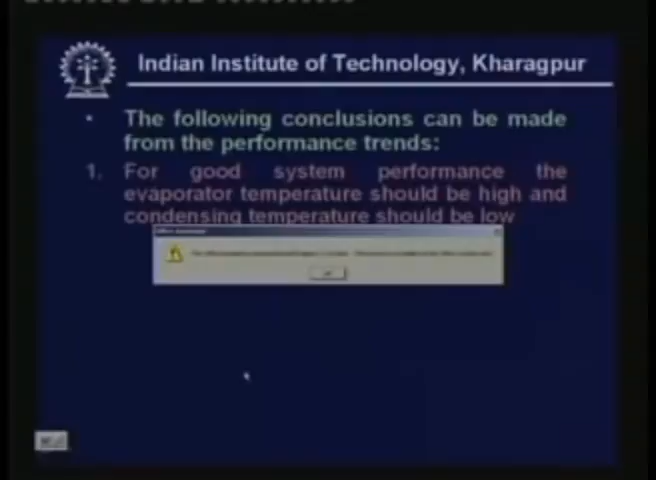 Indian Institute of Technology, Kharagpur
• The following conclusions can be made
from the performance trends:
1. For good system performance the
evaporator temperature should be high and
condensing temperature should be low